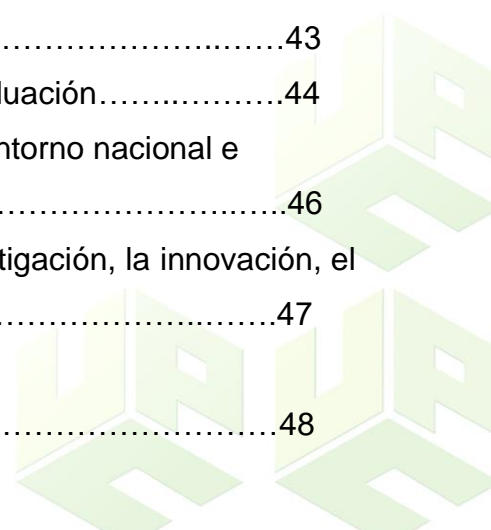 …………………..……43
luación……..……….44
ntorno nacional e
…………………….…..46
tigación, la innovación, el
…………………..…….47
……………………….…48